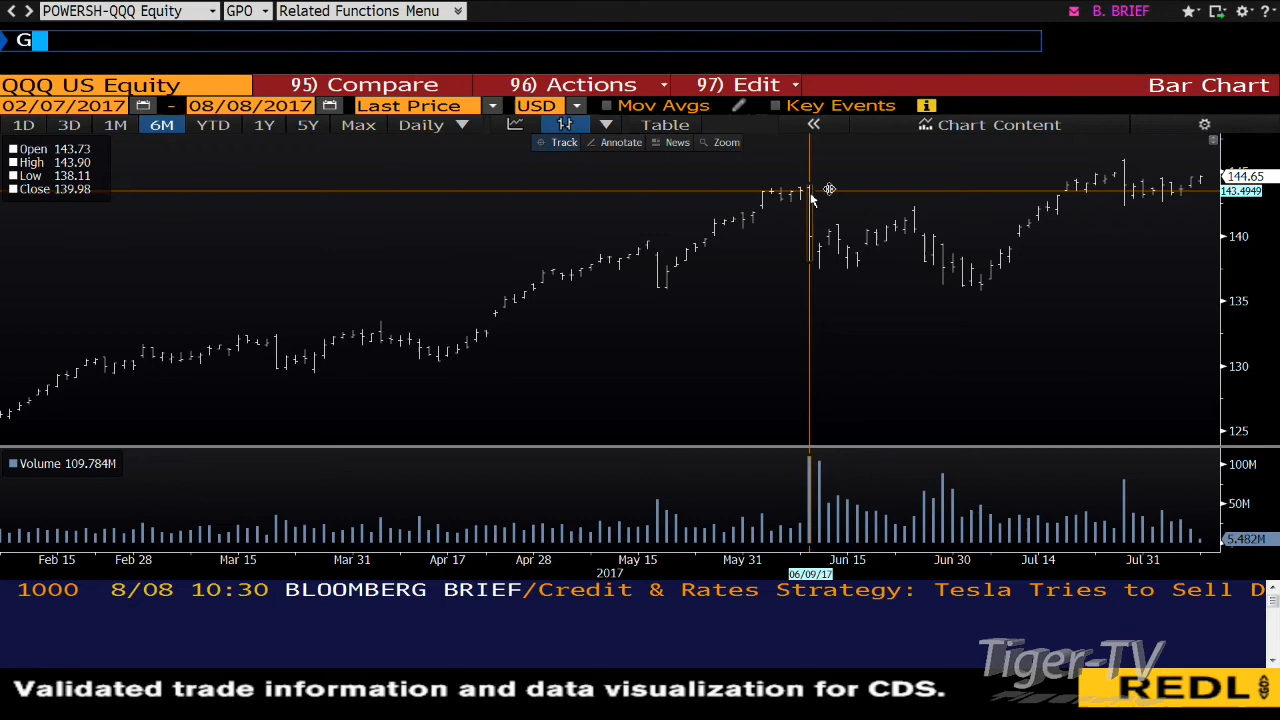 POWERSH-QQQ Equity GPO Related Functions Menu B. BRIEF ?
G
QQQ US Equity 95) Compare 96) Actions 97) Edit Bar Chart
02/07/2017 - 08/08/2017 Last Price USD Mov Avgs Key Events i
1D 3D 1M 6M YTD 1Y 5Y Max Daily Table « Chart Content
Track Annotate News Zoom
Open 143.73
High 143.90
Low 138.11
Close 139.98
144.65
143.4949
140
135
130
125
Volume 109.784M
100M
50M
5.482M
Feb 15 Feb 28 Mar 15 Mar 31 Apr 17 Apr 28 May 15 May 31 Jun 15 Jun 30 Jul 14 Jul 31
2017 06/09/17
1000 8/08 10:30 BLOOMBERG BRIEF/Credit & Rates Strategy: Tesla Tries to Sell D
Tiger-TV
Validated trade information and data visualization for CDS. REDL